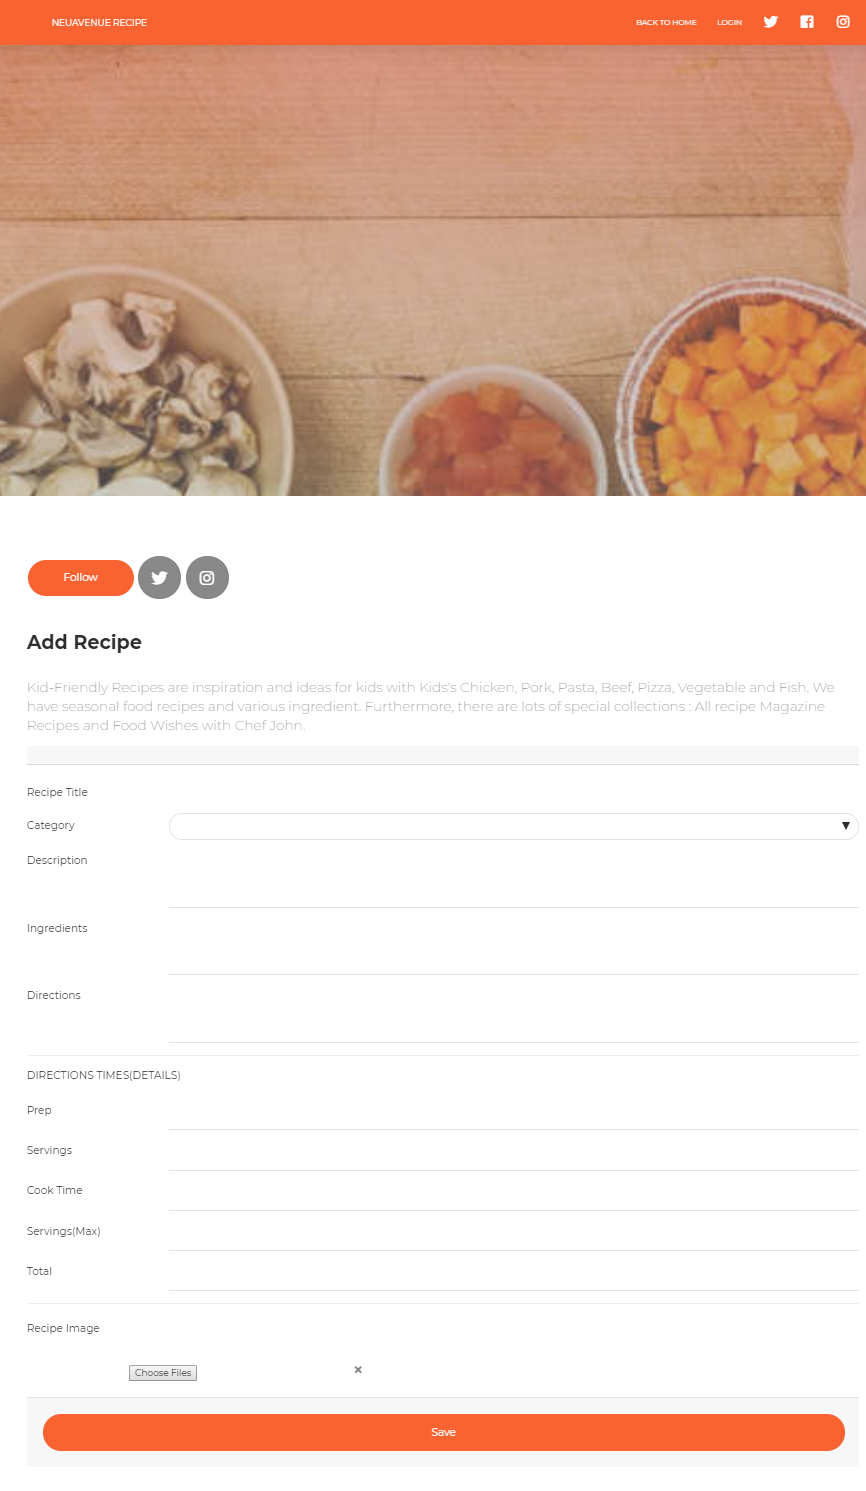 NEUAVENUE RECIPE
BACK TO HOME
LOGIN
Follow
Add Recipe
Kid-Friendly Recipes are inspiration and ideas for kids with Kids's Chicken, Pork, Pasta, Beef, Pizza, Vegetable and Fish. We
have seasonal food recipes and various ingredient. Furthermore, there are lots of special collections : All recipe Magazine
Recipes and Food Wishes with Chef John.
Recipe Title
Category
Description
Ingredients
Directions
DIRECTIONS TIMES(DETAILS)
Prep
Servings
Cook Time
Servings(Max)
Total
Recipe Image
Choose Files
Save